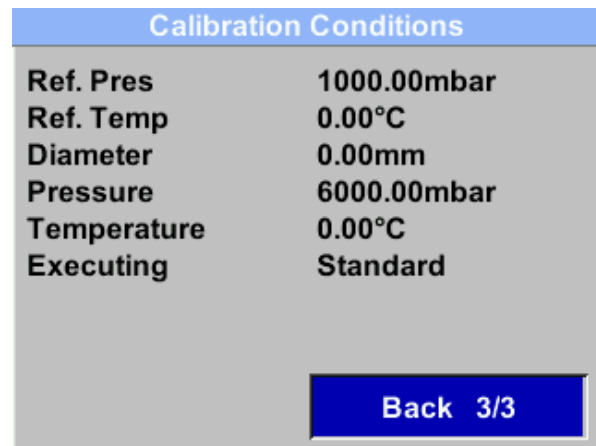 Calibration Conditions
Ref. Pres 1000.00mbar
Ref. Temp 0.00°C
Diameter 0.00mm
Pressure 6000.00mbar
Temperature 0.00°C
Executing Standard
Back 3/3